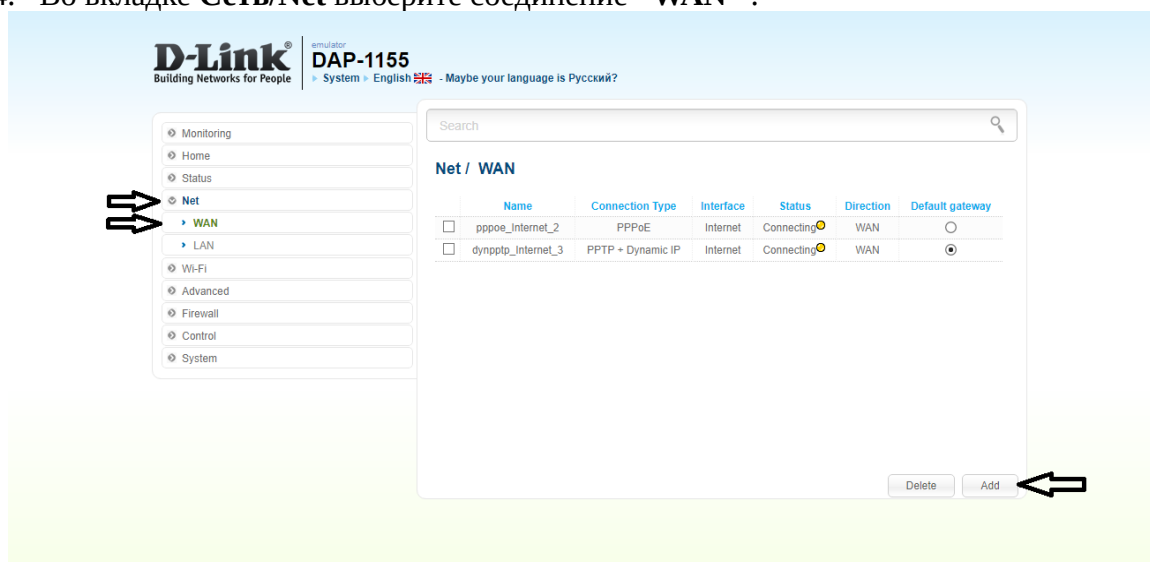 4. Во вкладке Сеть/Net выберите соединение "WAN".
D-Link®
Building Networks for People
emulator
DAP-1155
System English - Maybe your language is Русский?
Monitoring
Home
Status
Net
WAN
LAN
Wi-Fi
Advanced
Firewall
Control
System
Search
Net / WAN
Name Connection Type Interface Status Direction Default gateway
pppoe_Internet_2 PPPoE Internet Connecting WAN
dynpptp_Internet_3 PPTP + Dynamic IP Internet Connecting WAN
Delete Add